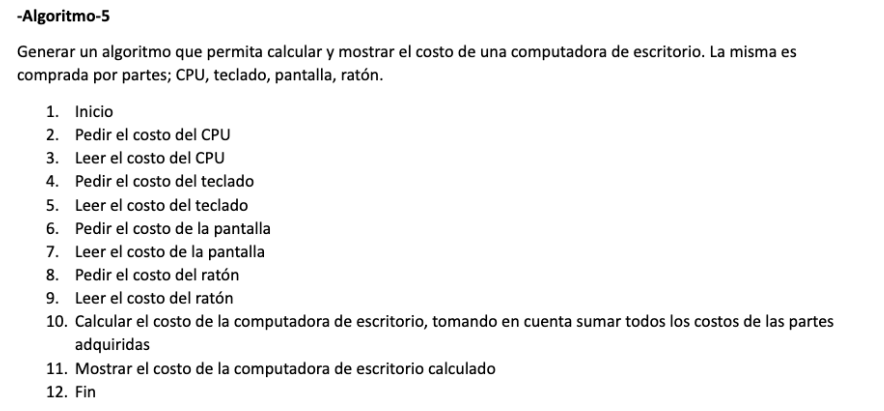 -Algoritmo-5
Generar un algoritmo que permita calcular y mostrar el costo de una computadora de escritorio. La misma es
comprada por partes; CPU, teclado, pantalla, ratón.
1. Inicio
2. Pedir el costo del CPU
3. Leer el costo del CPU
4. Pedir el costo del teclado
5. Leer el costo del teclado
6. Pedir el costo de la pantalla
7. Leer el costo de la pantalla
8. Pedir el costo del ratón
9. Leer el costo del ratón
10. Calcular el costo de la computadora de escritorio, tomando en cuenta sumar todos los costos de las partes
adquiridas
11. Mostrar el costo de la computadora de escritorio calculado
12. Fin